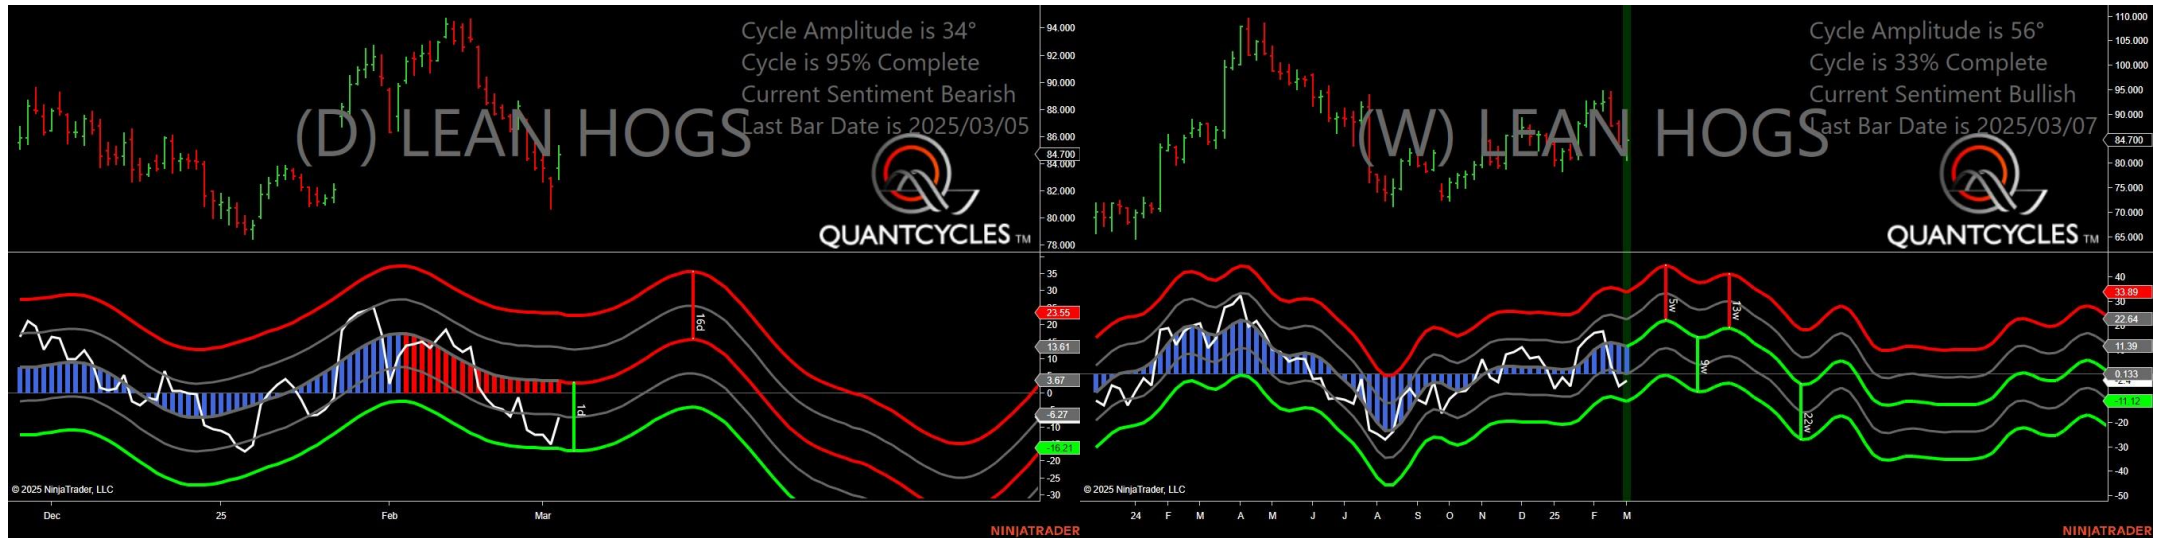 Cycle Amplitude is 34°
Cycle is 95% Complete
Current Sentiment Bearish
Last Bar Date is 2025/03/05
(D) LEAN HOGS
QUANTCYCLES TM
94.000
92.000
90.000
88.000
86.000
84.700
84.000
82.000
80.000
78.000
35
30
23.55
20
13.61
10
3.67
0
-6.27
-10
-16.21
-20
-25
-30
16d
1d
© 2025 NinjaTrader, LLC
Dec 25 Feb Mar
NINJATRADER
Cycle Amplitude is 56°
Cycle is 33% Complete
Current Sentiment Bullish
Last Bar Date is 2025/03/07
(W) LEAN HOGS
QUANTCYCLES TM
110.000
105.000
100.000
95.000
90.000
84.700
80.000
75.000
70.000
65.000
40
33.89
30
22.64
11.39
0.133
-11.12
-20
-30
-40
-50
5w
13w
9w
22w
© 2025 NinjaTrader, LLC
24 F M A M J J A S O N D 25 F M
NINJATRADER